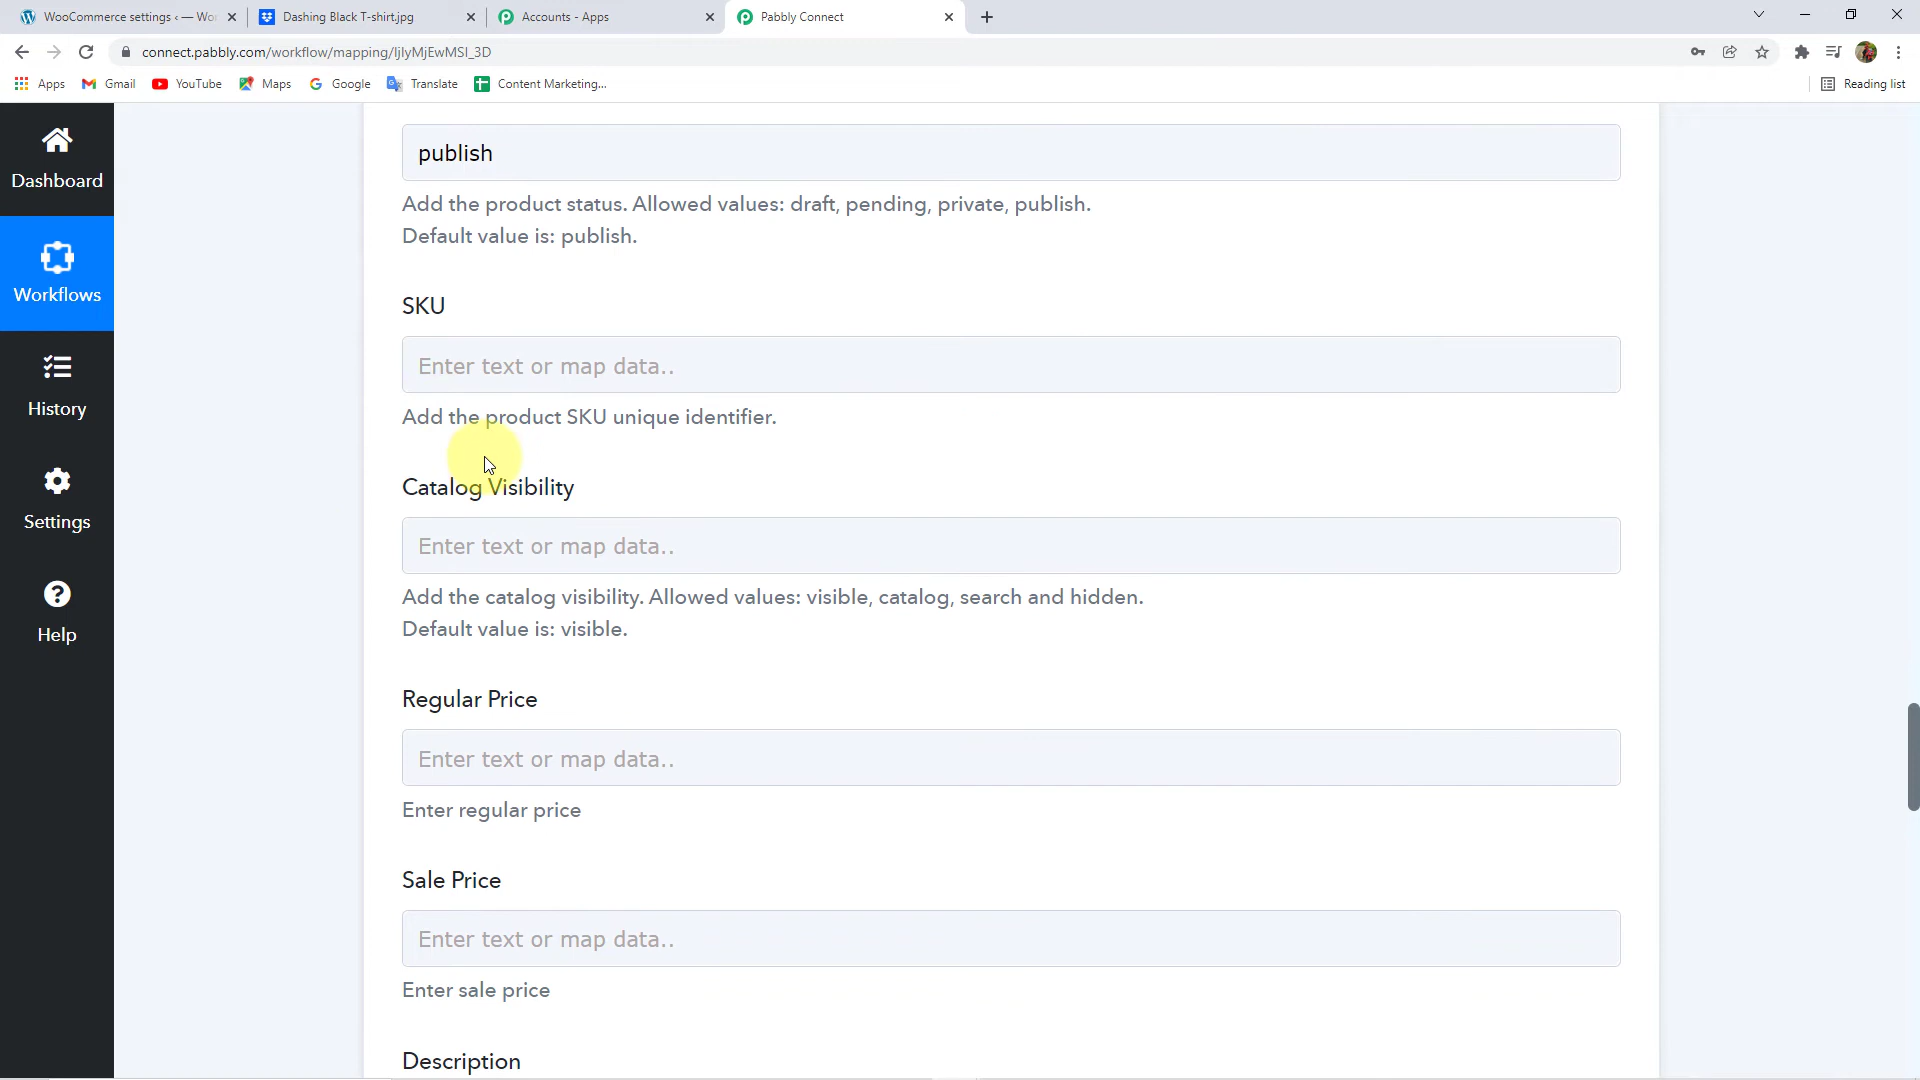 WooCommerce settings ‹ — Wo
Dashing Black T-shirt.jpg
Accounts - Apps
Pabbly Connect
connect.pabbly.com/workflow/mapping/IjIyMjEwMSI_3D
Apps
Gmail
YouTube
Maps
Google
Translate
Content Marketing...
Reading list
Dashboard
Workflows
History
Settings
Help
publish
Add the product status. Allowed values: draft, pending, private, publish.
Default value is: publish.
SKU
Enter text or map data..
Add the product SKU unique identifier.
Catalog Visibility
Enter text or map data..
Add the catalog visibility. Allowed values: visible, catalog, search and hidden.
Default value is: visible.
Regular Price
Enter text or map data..
Enter regular price
Sale Price
Enter text or map data..
Enter sale price
Description